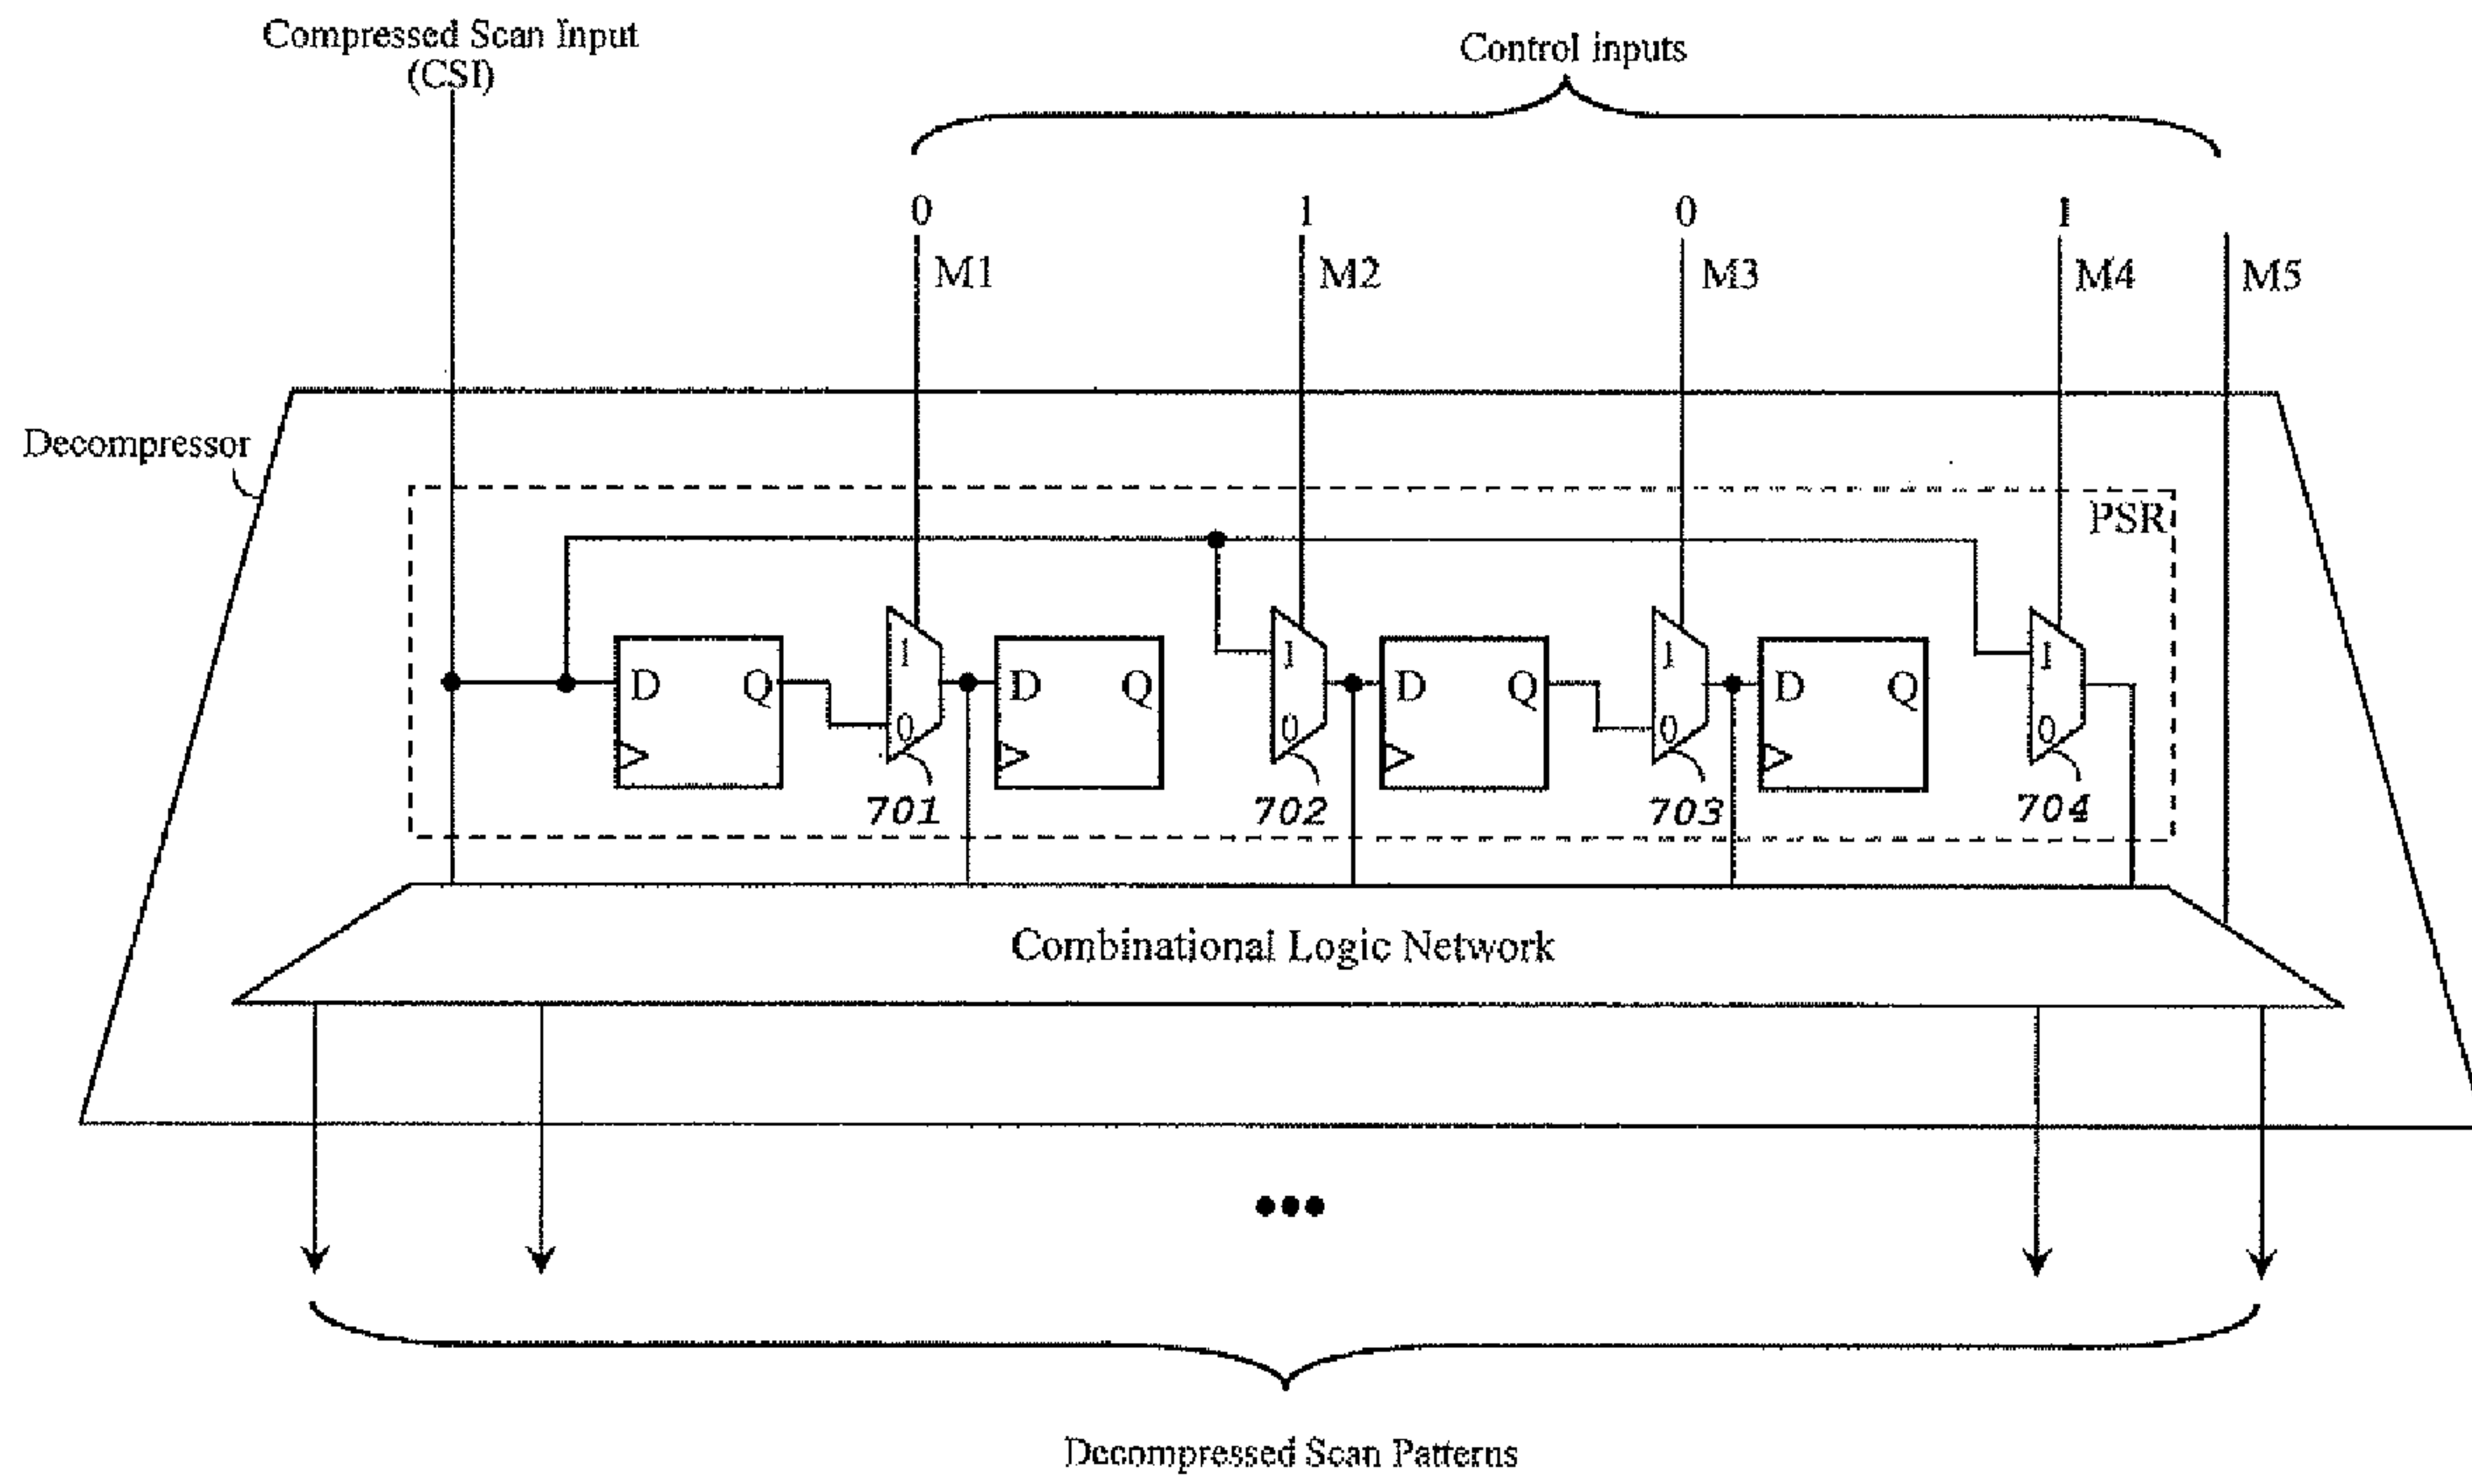 Compressed Scan Input
(CSI)
Control inputs
0
1
0
1
M1
M2
M3
M4
M5
Decompressor
PSR
D
Q
1
0
D
Q
1
0
D
Q
1
0
D
Q
1
0
701
702
703
704
Combinational Logic Network
Decompressed Scan Patterns